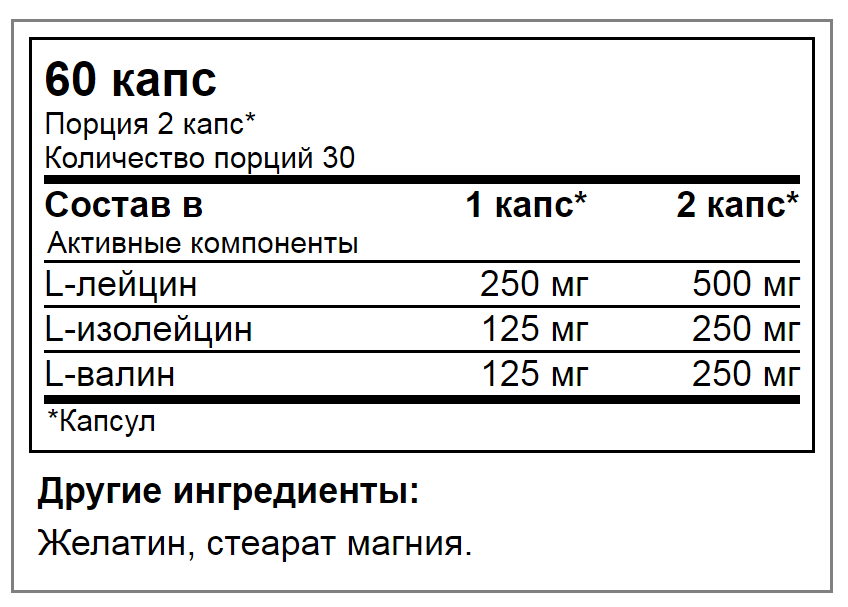 60 капс
Порция 2 капс*
Количество порций 30
Состав в 1 капс* 2 капс*
Активные компоненты
L-лейцин 250 мг 500 мг
L-изолейцин 125 мг 250 мг
L-валин 125 мг 250 мг
*Капсул
Другие ингредиенты:
Желатин, стеарат магния.